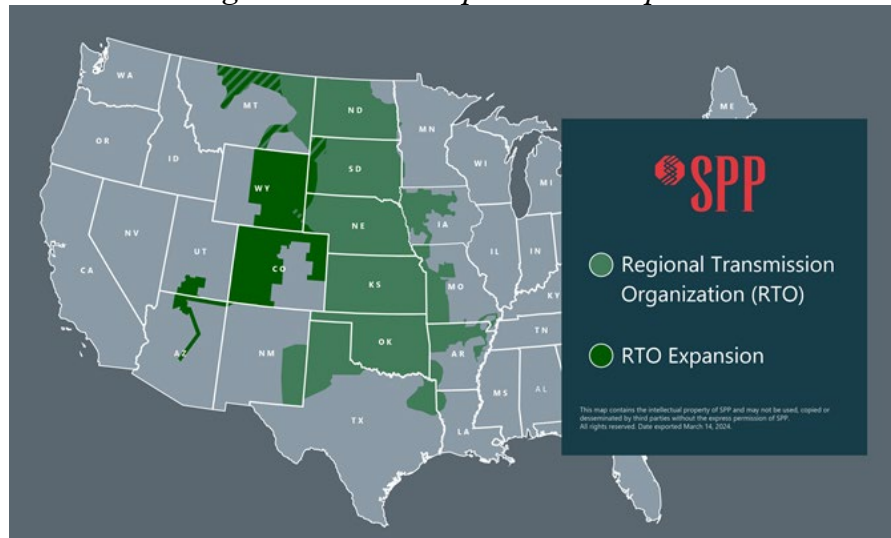 WA
MT
ND
MN
ME
OR
ID
SD
WI
MI
WY
NE
IA
NV
UT
CO
IL
IN
CA
KS
MO
KY
AZ
NM
OK
AR
TN
TX
LA
MS
AL
SPP
Regional Transmission
Organization (RTO)
RTO Expansion
This map contains the intellectual property of SPP and may not be used, copied or
desseminated by third parties without the express permission of SPP.
All rights reserved. Date exported March 14, 2024.